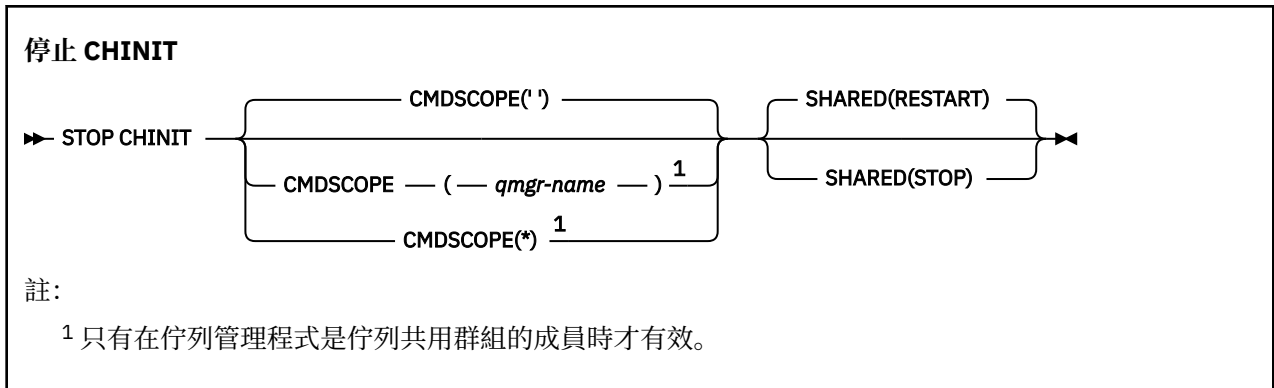 停止 CHINIT
CMDSCOPE(' ')
SHARED(RESTART)
STOP CHINIT
CMDSCOPE ( qmgr-name ) 1
SHARED(STOP)
CMDSCOPE(*) 1
註：
1 只有在佇列管理程式是佇列共用群組的成員時才有效。